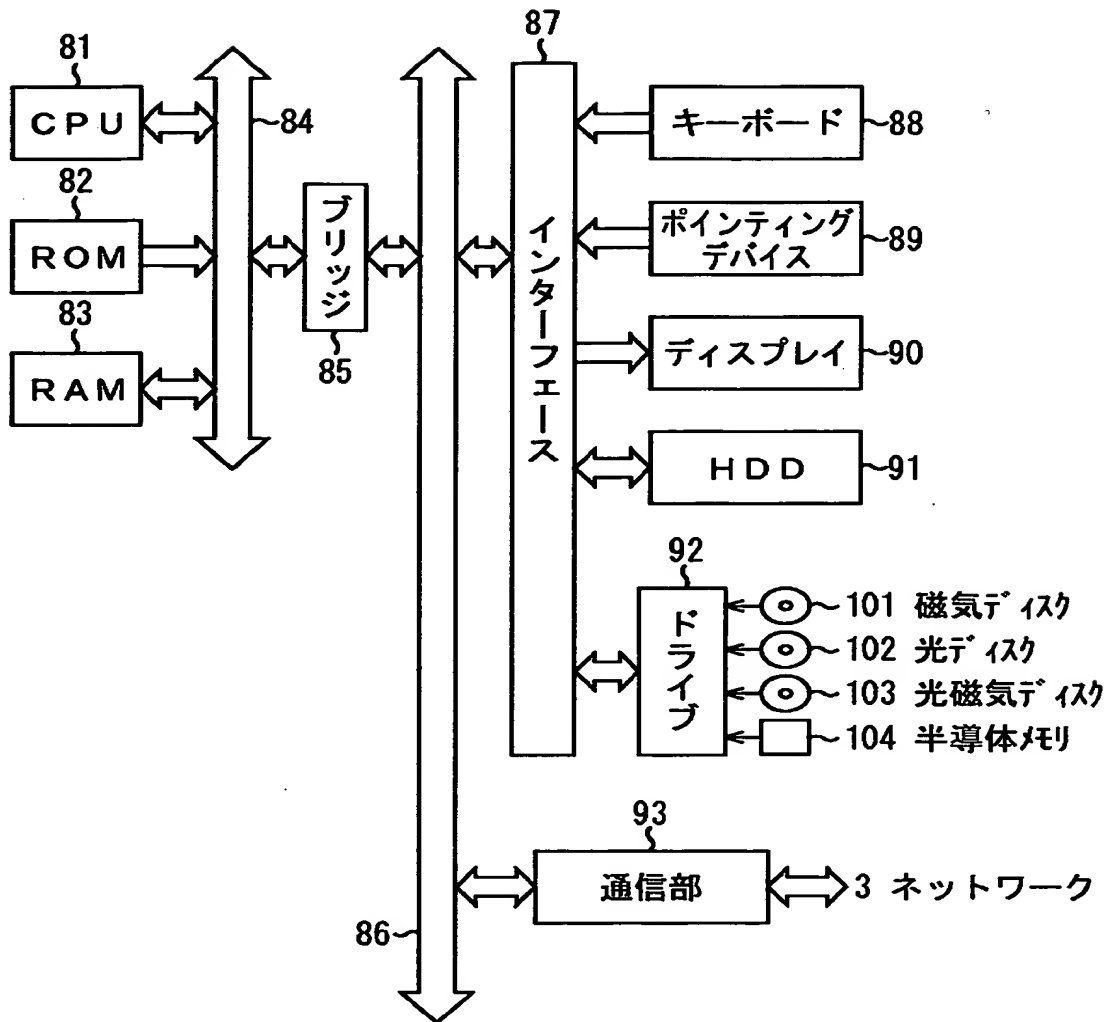 81
CPU
82
ROM
83
RAM
84
ブリッジ
85
86
87
インターフェース
キーボード
88
ポインティング
デバイス
89
ディスプレイ
90
HDD
91
92
ドライブ
101 磁気ディスク
102 光ディスク
103 光磁気ディスク
104 半導体メモリ
93
通信部
3 ネットワーク